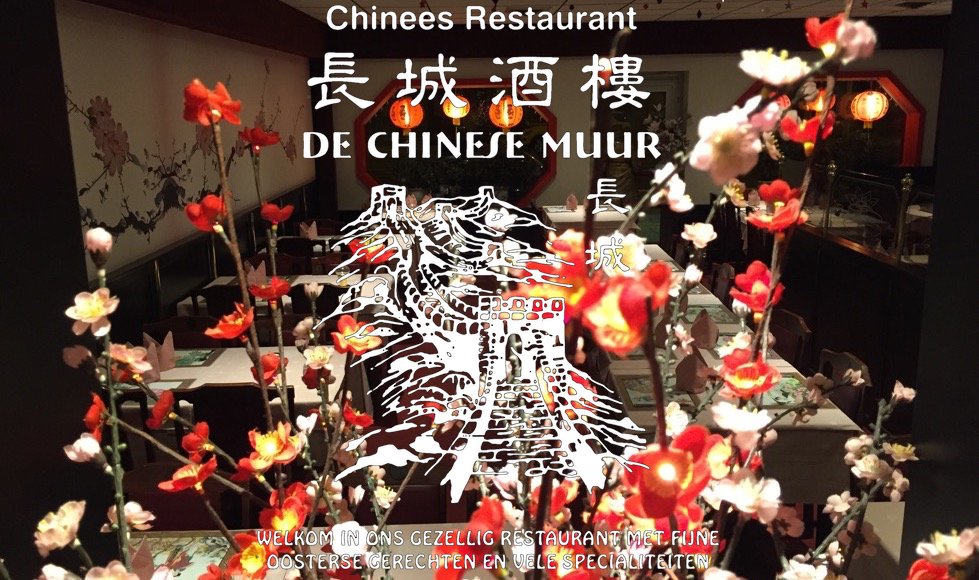 Chinees Restaurant
長城酒樓
DE CHINESE MUUR
長
城
WELKOM IN ONS GEZELLIG RESTAURANT MET FIJNE
OOSTERSE GERECHTEN EN VELE SPECIALITEITEN